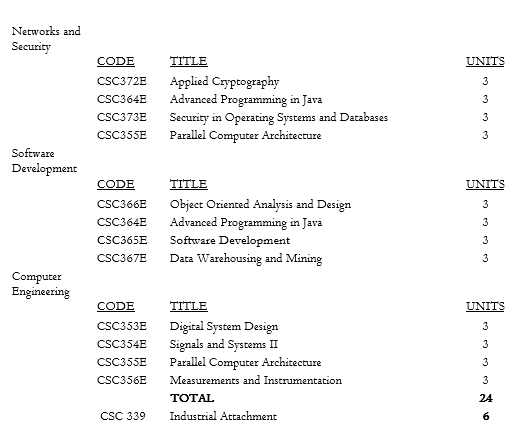 Networks and
Security
CODE TITLE UNITS
CSC372E Applied Cryptography 3
CSC364E Advanced Programming in Java 3
CSC373E Security in Operating Systems and Databases 3
CSC355E Parallel Computer Architecture 3
Software
Development
CODE TITLE UNITS
CSC366E Object Oriented Analysis and Design 3
CSC364E Advanced Programming in Java 3
CSC365E Software Development 3
CSC367E Data Warehousing and Mining 3
Computer
Engineering
CODE TITLE UNITS
CSC353E Digital System Design 3
CSC354E Signals and Systems II 3
CSC355E Parallel Computer Architecture 3
CSC356E Measurements and Instrumentation 3
TOTAL 24
CSC 339 Industrial Attachment 6